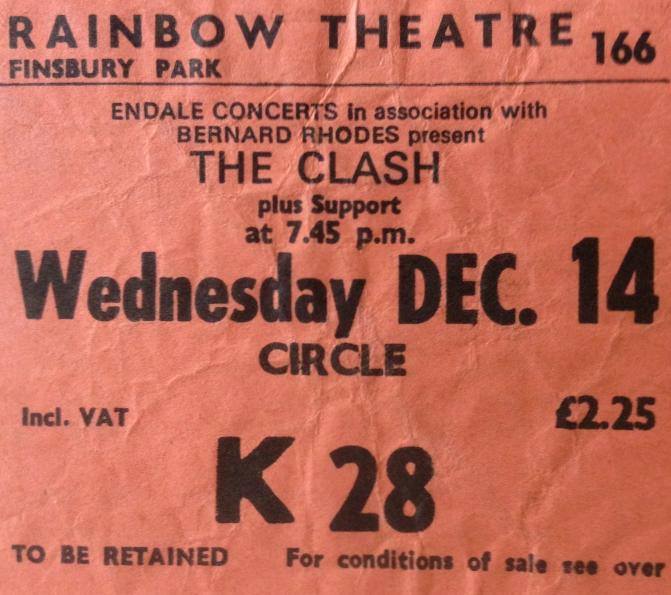 RAINBOW THEATRE 166
FINSBURY PARK
ENDALE CONCERTS in association with
BERNARD RHODES present
THE CLASH
plus Support
at 7.45 p.m.
Wednesday DEC. 14
CIRCLE
Incl. VAT £2.25
K 28
TO BE RETAINED For conditions of sale see over